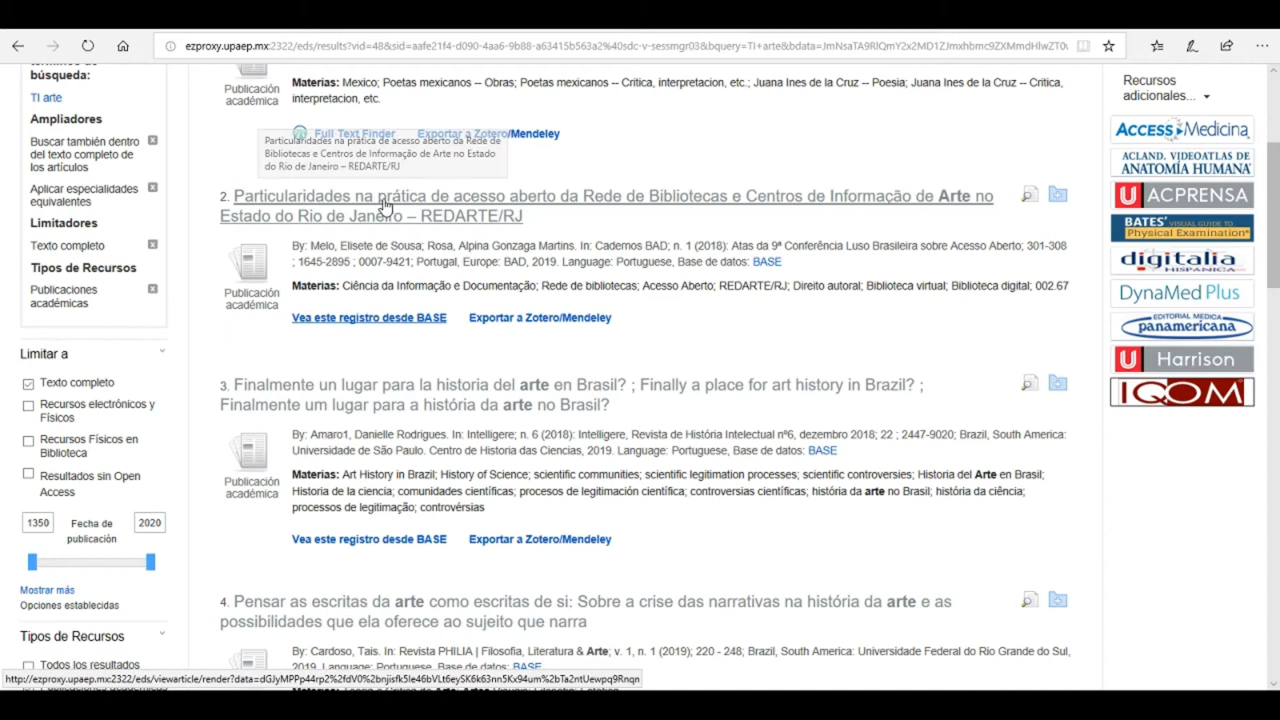 ezproxy.upaep.mx:2322/eds/results?vid=48&sid=aafe21f4-d090-4aa6-9b88-a63415b563a2%40sdc-v-sessmgr03&bquery=TI+arte&bdata=
búsqueda:
TI arte
Ampliadores
Buscar también dentro
del texto completo de
los artículos
Aplicar especialidades
equivalentes
Limitadores
Texto completo
Tipos de Recursos
Publicaciones
académicas
Limitar a
Texto completo
Recursos electrónicos y
Físicos
Recursos Físicos en
Biblioteca
Resultados sin Open
Access
1350 Fecha de 2020
publicación
Mostrar más
Opciones establecidas
Tipos de Recursos
Todos los resultados
Publicación
académica
Materias: Mexico; Poetas mexicanos -- Obras; Poetas mexicanos -- Critica, interpretacion, etc.; Juana Ines de la Cruz -- Poesia; Juana Ines de la Cruz -- Critica,
interpretacion, etc.
Full Text Finder Exportar a Zotero/Mendeley
Particularidades na prática de acesso aberto da Rede de
Bibliotecas e Centros de Informação de Arte no Estado
do Rio de Janeiro – REDARTE/RJ
2. Particularidades na prática de acesso aberto da Rede de Bibliotecas e Centros de Informação de Arte no
Estado do Rio de Janeiro – REDARTE/RJ
Publicación
académica
By: Melo, Elisete de Sousa; Rosa, Alpina Gonzaga Martins. In: Cadernos BAD; n. 1 (2018): Atas da 9ª Conferência Luso Brasileira sobre Acesso Aberto; 301-308
; 1645-2895 ; 0007-9421; Portugal, Europe: BAD, 2019. Language: Portuguese, Base de datos: BASE
Materias: Ciência da Informação e Documentação; Rede de bibliotecas; Acesso Aberto; REDARTE/RJ; Direito autoral; Biblioteca virtual; Biblioteca digital; 002.67
Vea este registro desde BASE Exportar a Zotero/Mendeley
3. Finalmente un lugar para la historia del arte en Brasil? ; Finally a place for art history in Brazil? ;
Finalmente um lugar para a história da arte no Brasil?
Publicación
académica
By: Amaro1, Danielle Rodrigues. In: Intelligere; n. 6 (2018): Intelligere, Revista de História Intelectual nº6, dezembro 2018; 22 ; 2447-9020; Brazil, South America:
Universidade de São Paulo. Centro de Historia das Ciencias, 2019. Language: Portuguese, Base de datos: BASE
Materias: Art History in Brazil; History of Science; scientific communities; scientific legitimation processes; scientific controversies; Historia del Arte en Brasil;
Historia de la ciencia; comunidades científicas; procesos de legitimación científica; controversias científicas; história da arte no Brasil; história da ciência;
processos de legitimação; controvérsias
Vea este registro desde BASE Exportar a Zotero/Mendeley
4. Pensar as escritas da arte como escritas de si: Sobre a crise das narrativas na história da arte e as
possibilidades que ela oferece ao sujeito que narra
By: Cardoso, Tais. In: Revista PHILIA | Filosofia, Literatura & Arte; v. 1, n. 1 (2019); 220 - 248; Brazil, South America: Universidade Federal do Rio Grande do Sul,
2019. Language: Portuguese, Base de datos: BASE
Recursos
adicionales...
ACCESS Medicina
ACLAND. VIDEOATLAS DE
ANATOMÍA HUMANA
U ACPRENSA
BATES' VISUAL GUIDE TO
Physical Examination
digitalia
HISPANICA
DynaMed Plus
EDITORIAL MEDICA
panamericana
U Harrison
IQOM
http://ezproxy.upaep.mx:2322/eds/viewarticle/render?data=